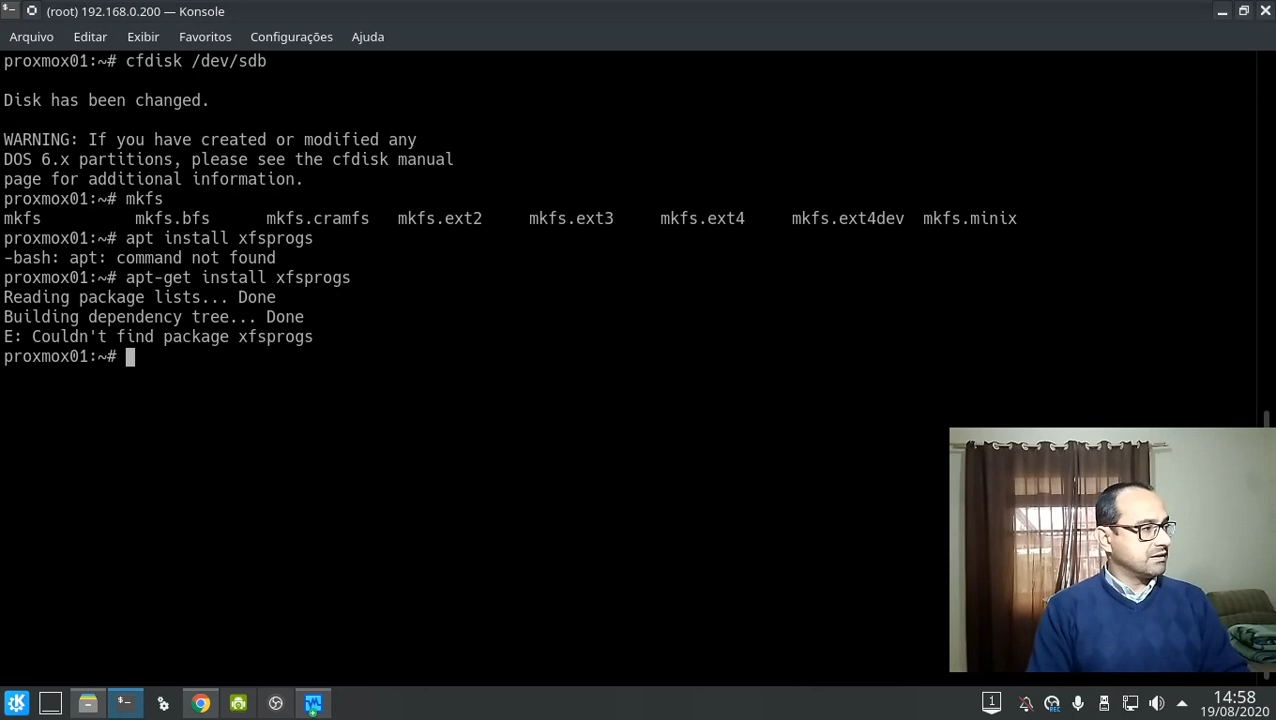 (root) 192.168.0.200 — Konsole
Arquivo Editar Exibir Favoritos Configurações Ajuda
proxmox01:~# cfdisk /dev/sdb
Disk has been changed.
WARNING: If you have created or modified any
DOS 6.x partitions, please see the cfdisk manual
page for additional information.
proxmox01:~# mkfs
mkfs mkfs.bfs mkfs.cramfs mkfs.ext2 mkfs.ext3 mkfs.ext4 mkfs.ext4dev mkfs.minix
proxmox01:~# apt install xfsprogs
-bash: apt: command not found
proxmox01:~# apt-get install xfsprogs
Reading package lists... Done
Building dependency tree... Done
E: Couldn't find package xfsprogs
proxmox01:~#
1
REC
14:58
19/08/2020